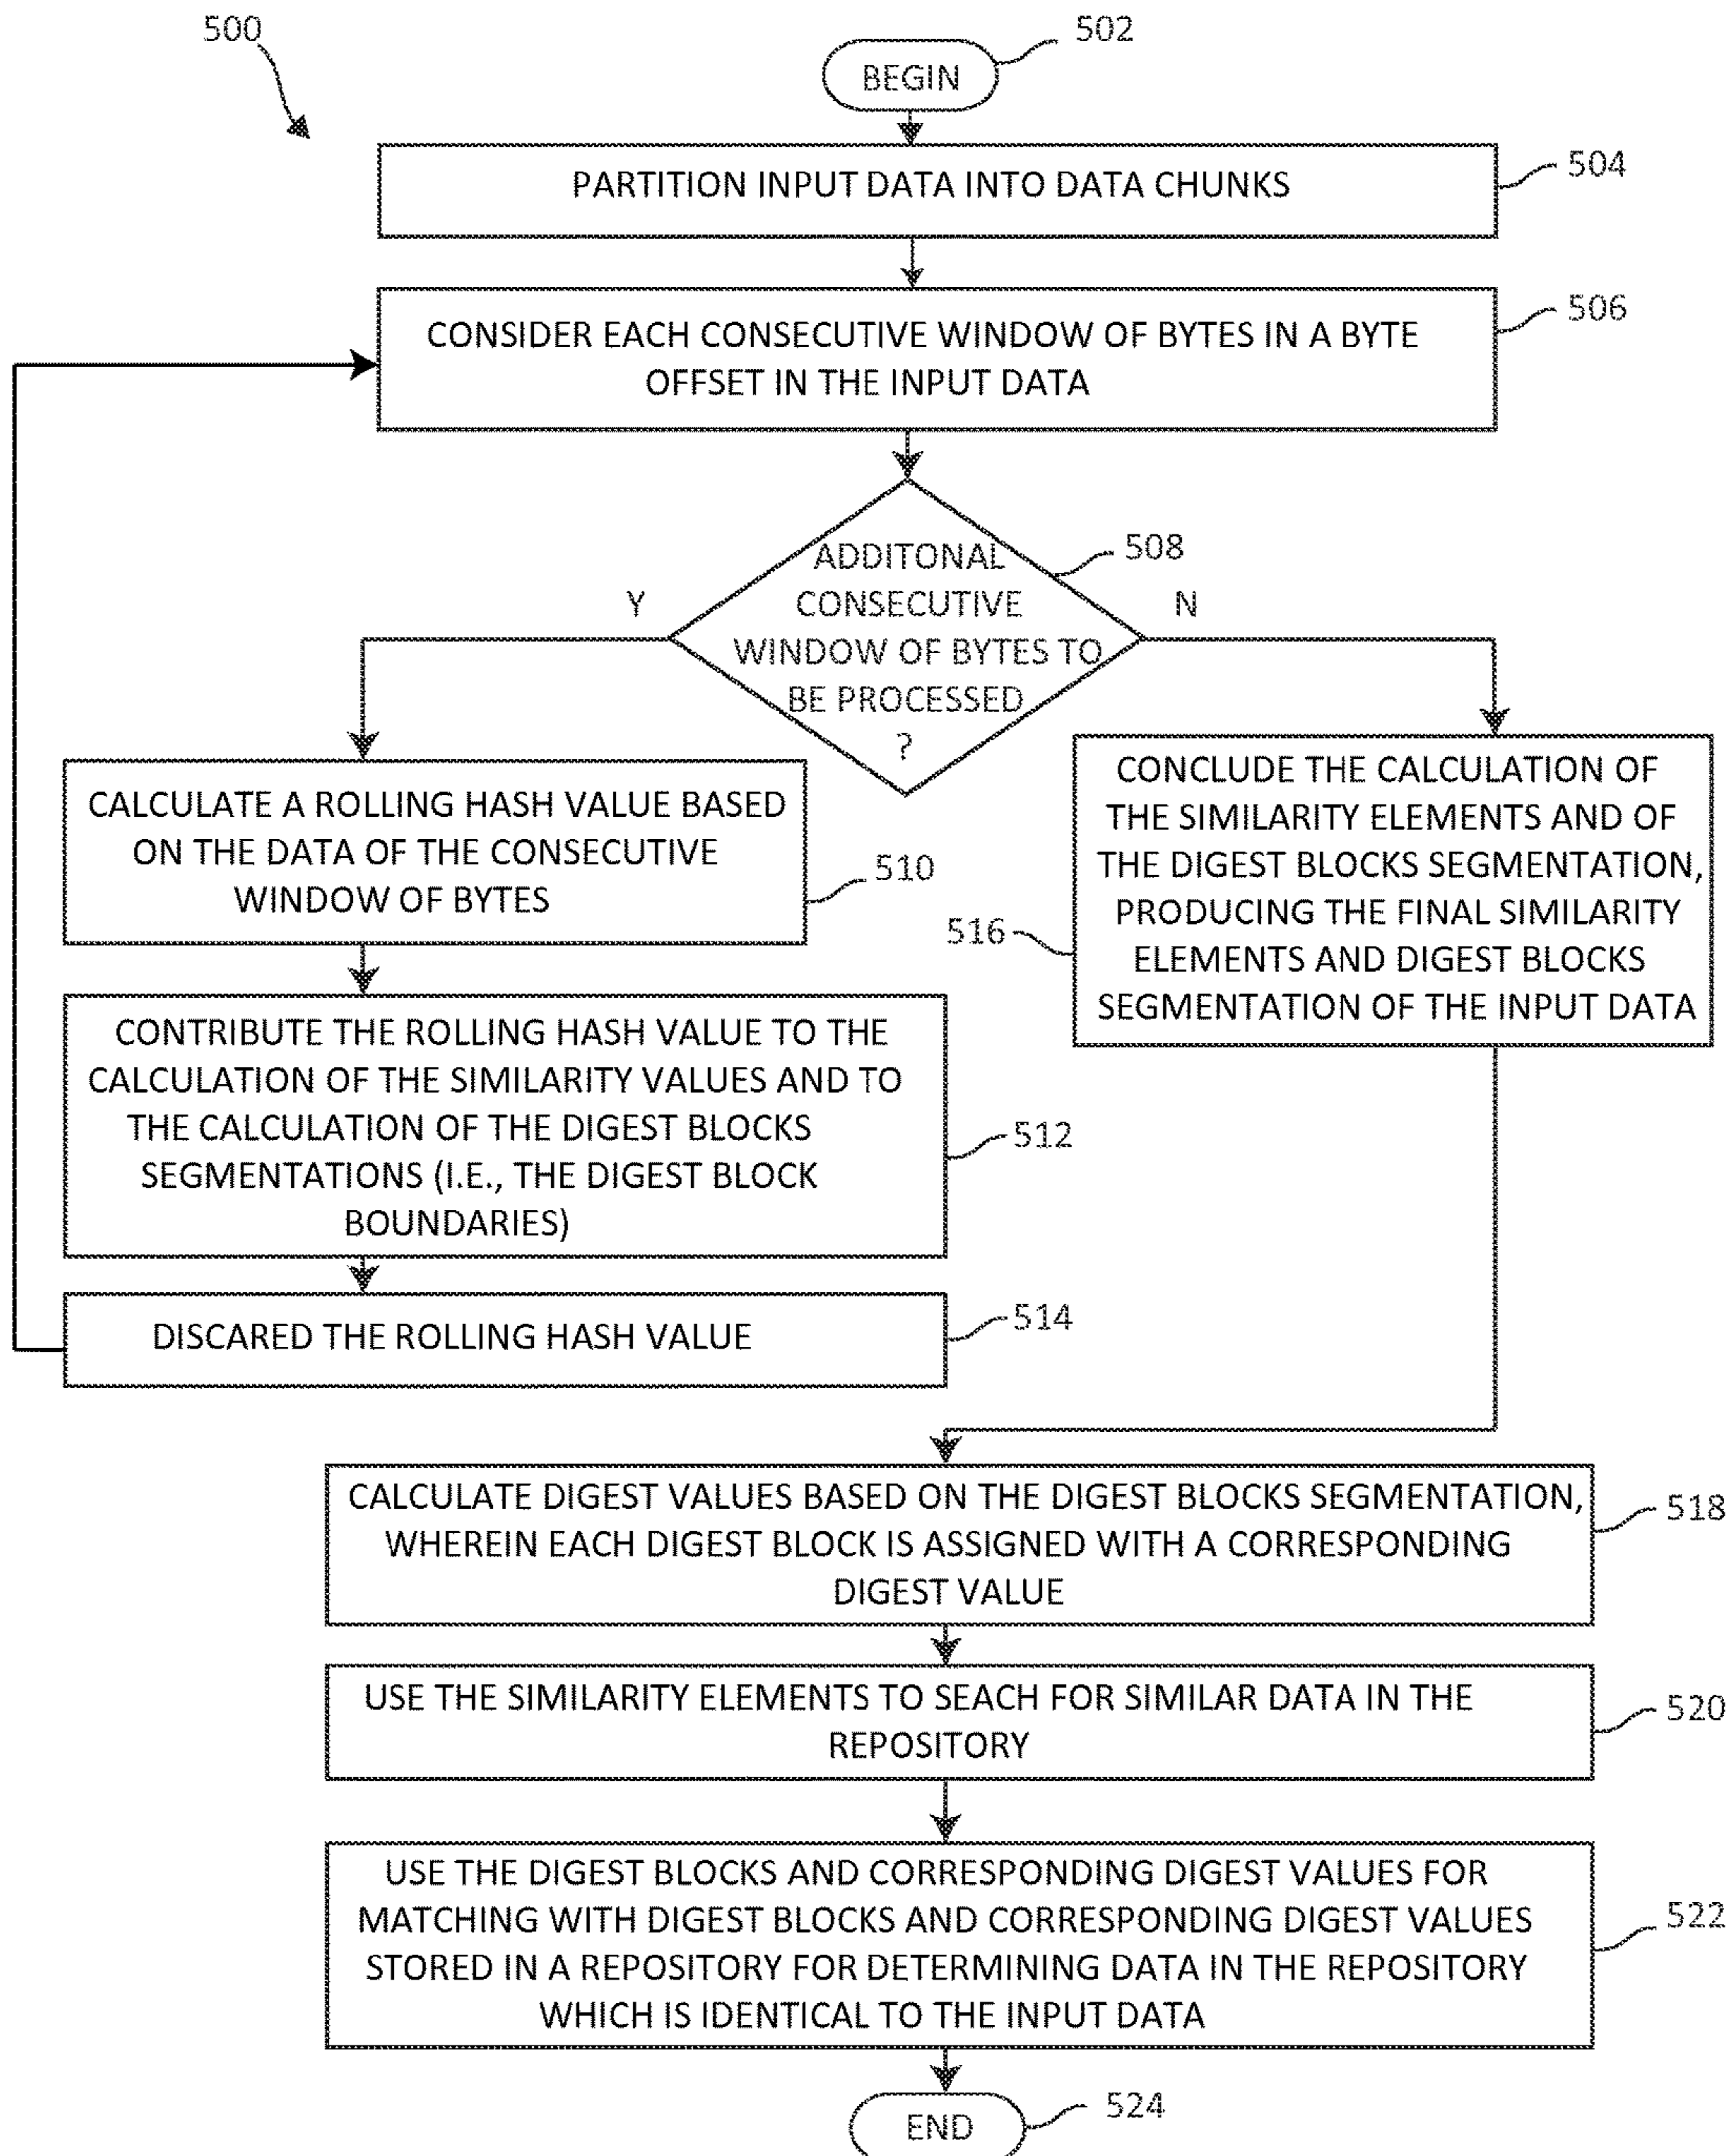 500
502
BEGIN
PARTITION INPUT DATA INTO DATA CHUNKS
504
CONSIDER EACH CONSECUTIVE WINDOW OF BYTES IN A BYTE
OFFSET IN THE INPUT DATA
506
ADDITONAL
CONSECUTIVE
WINDOW OF BYTES TO
BE PROCESSED
?
508
Y
N
CALCULATE A ROLLING HASH VALUE BASED
ON THE DATA OF THE CONSECUTIVE
WINDOW OF BYTES
510
CONTRIBUTE THE ROLLING HASH VALUE TO THE
CALCULATION OF THE SIMILARITY VALUES AND TO
THE CALCULATION OF THE DIGEST BLOCKS
SEGMENTATIONS (I.E., THE DIGEST BLOCK
BOUNDARIES)
512
DISCARED THE ROLLING HASH VALUE
514
CONCLUDE THE CALCULATION OF
THE SIMILARITY ELEMENTS AND OF
THE DIGEST BLOCKS SEGMENTATION,
PRODUCING THE FINAL SIMILARITY
ELEMENTS AND DIGEST BLOCKS
SEGMENTATION OF THE INPUT DATA
516
CALCULATE DIGEST VALUES BASED ON THE DIGEST BLOCKS SEGMENTATION,
WHEREIN EACH DIGEST BLOCK IS ASSIGNED WITH A CORRESPONDING
DIGEST VALUE
518
USE THE SIMILARITY ELEMENTS TO SEACH FOR SIMILAR DATA IN THE
REPOSITORY
520
USE THE DIGEST BLOCKS AND CORRESPONDING DIGEST VALUES FOR
MATCHING WITH DIGEST BLOCKS AND CORRESPONDING DIGEST VALUES
STORED IN A REPOSITORY FOR DETERMINING DATA IN THE REPOSITORY
WHICH IS IDENTICAL TO THE INPUT DATA
522
END
524